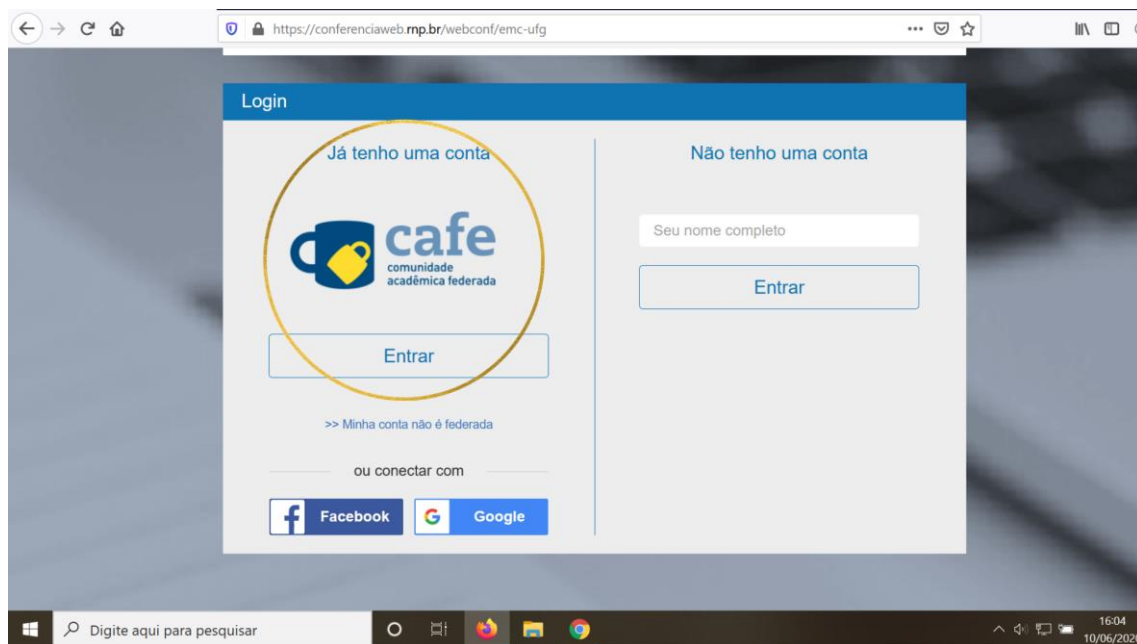 https://conferenciaweb.rnp.br/webconf/emc-ufg
Login
Já tenho uma conta
cafe
comunidade
acadêmica federada
Entrar
>> Minha conta não é federada
ou conectar com
Facebook
Google
Não tenho uma conta
Seu nome completo
Entrar
Digite aqui para pesquisar
16:04
10/06/2020